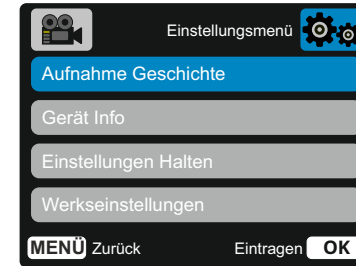 Einstellungsmenü
Aufnahme Geschichte
Gerät Info
Einstellungen Halten
Werkseinstellungen
MENÜ Zurück Eintragen OK